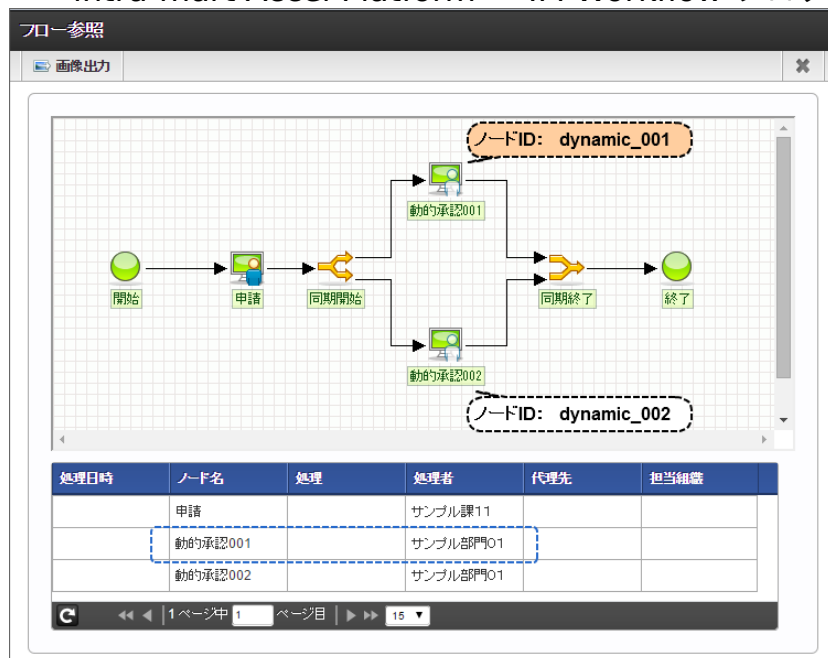 intra-mart Accel Platform
IM-Workflow
フロー参照
画像出力
ノードID: dynamic_001
動的承認001
開始
申請
同期開始
同期終了
終了
動的承認002
ノードID: dynamic_002
処理日時 ノード名 処理 処理者 代理先 担当組織
申請 サンプル課11
動的承認001 サンプル部門01
動的承認002 サンプル部門01
1ページ中 1 ページ目 15